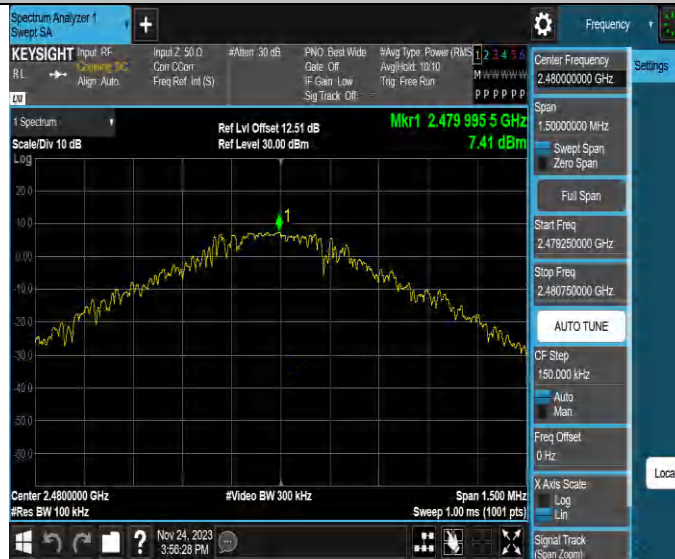 Spectrum Analyzer 1
Swept SA
Frequency
KEYSIGHT
Input: RF
Coupling: DC
Align: Auto
Input Z: 50 Ω
Corr CCorr
Freq Ref: Int (S)
#Atten: 30 dB
PNO: Best Wide
Gate: Off
IF Gain: Low
Sig Track: Off
#Avg Type: Power (RMS
Avg|Hold: 10/10
Trig: Free Run
1 2 3 4 5 6
M W W W W W
P P P P P P
RL
LXI
1 Spectrum
Scale/Div 10 dB
Ref Lvl Offset 12.51 dB
Ref Level 30.00 dBm
Mkr1 2.479 995 5 GHz
7.41 dBm
Log
20.0
10.0
0.00
-10.0
-20.0
-30.0
-40.0
-50.0
-60.0
1
Center 2.4800000 GHz
#Res BW 100 kHz
#Video BW 300 kHz
Span 1.500 MHz
Sweep 1.00 ms (1001 pts)
Center Frequency
2.480000000 GHz
Settings
Span
1.50000000 MHz
Swept Span
Zero Span
Full Span
Start Freq
2.479250000 GHz
Stop Freq
2.480750000 GHz
AUTO TUNE
CF Step
150.000 kHz
Auto
Man
Freq Offset
0 Hz
X Axis Scale
Log
Lin
Loca
Signal Track
(Span Zoom)
?
Nov 24, 2023
3:56:28 PM